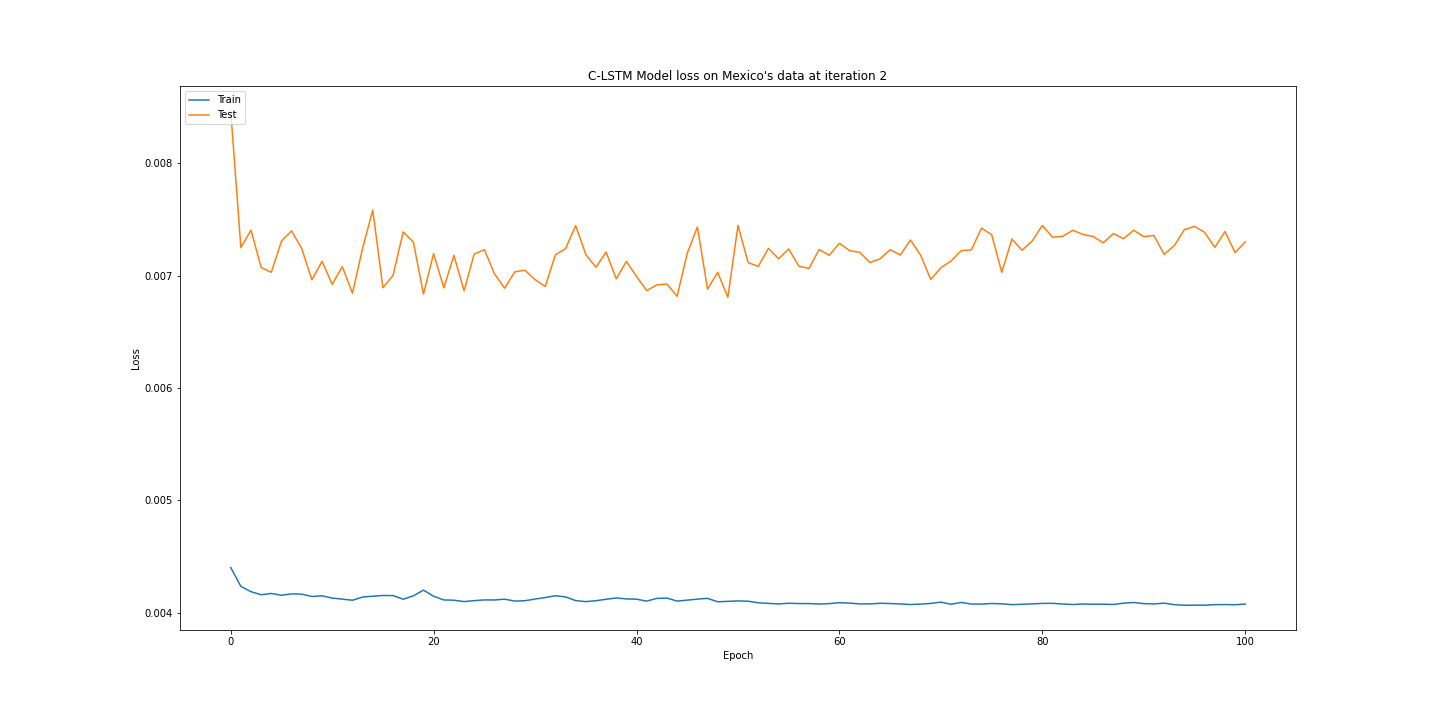 C-LSTM Model loss on Mexico's data at iteration 2
Train
Test
0.008
0.007
0.006
0.005
0.004
Loss
0 20 40 60 80 100
Epoch